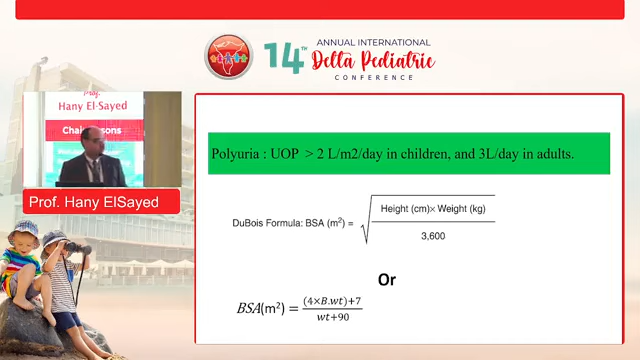 14TH
ANNUAL INTERNATIONAL
Delta Pediatric
CONFERENCE
Prof.
Hany El-Sayed
Chairpersons
Prof. Hany ElSayed
Polyuria : UOP > 2 L/m2/day in children, and 3L/day in adults.
DuBois Formula: BSA (m²) = √ Height (cm)× Weight (kg) / 3,600
Or
BSA(m²) = (4×B.wt)+7 / wt+90